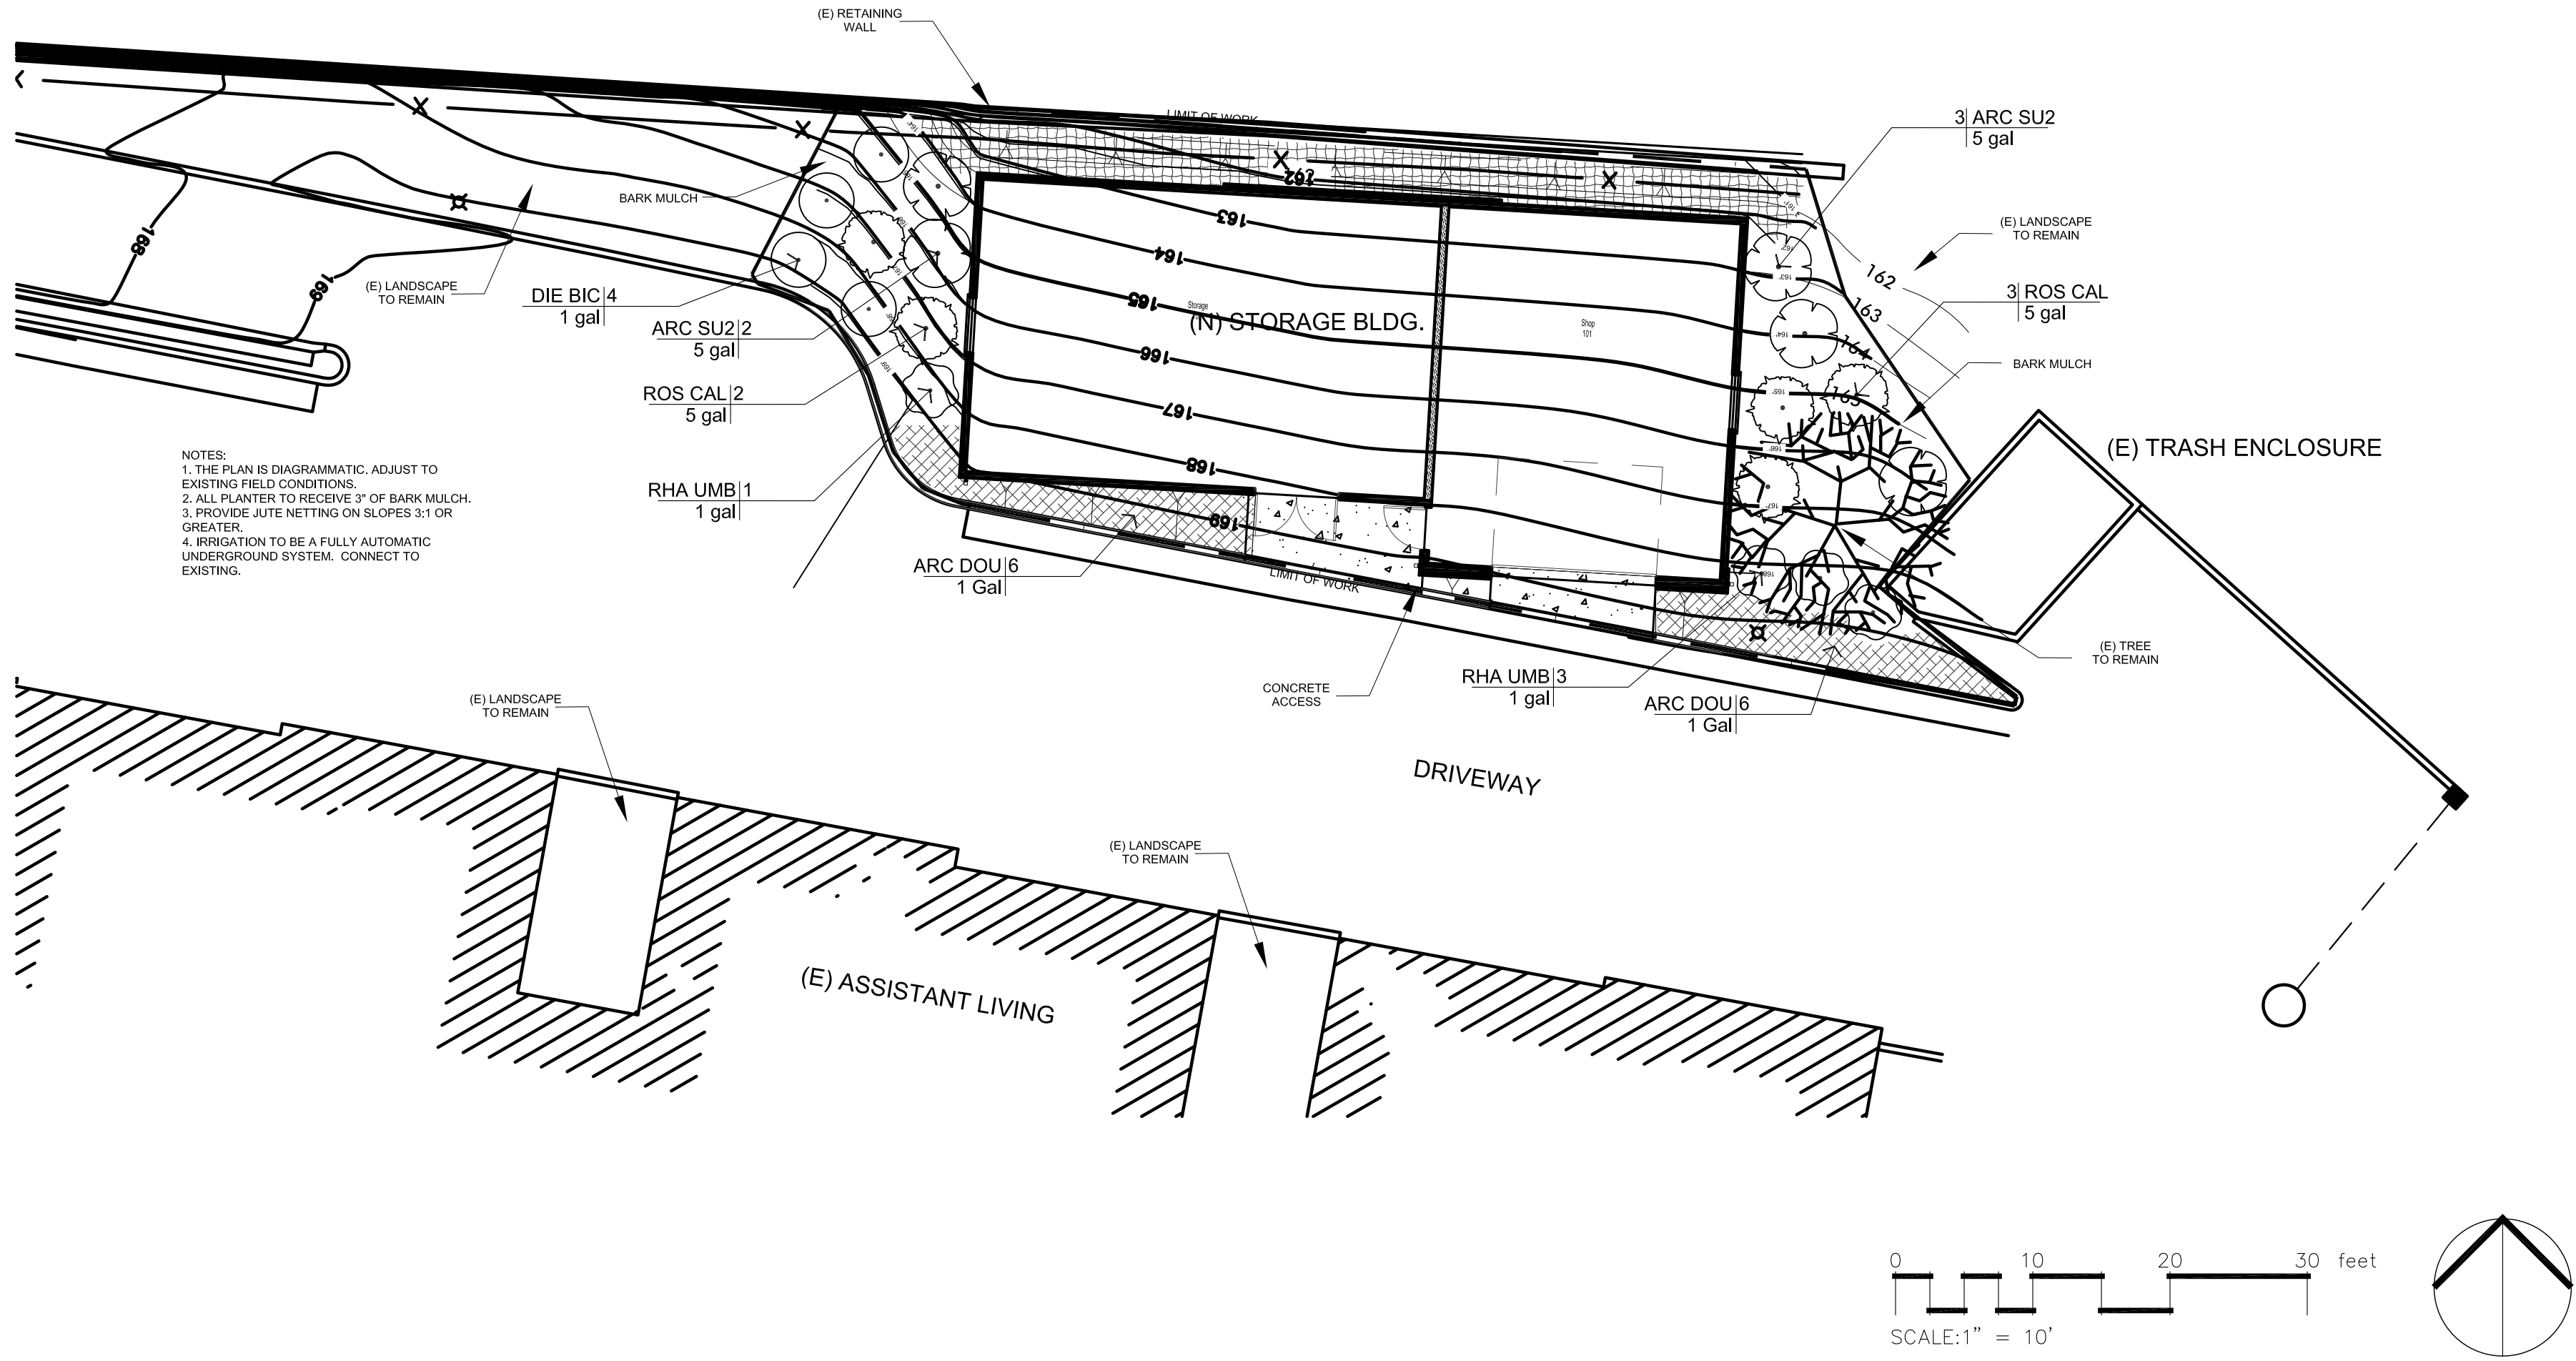 (E) RETAINING
WALL
LIMIT OF WORK
3 ARC SU2
5 gal
BARK MULCH
162
163
164
165
166
167
168
169
(E) LANDSCAPE
TO REMAIN
162
163
164
165
3 ROS CAL
5 gal
BARK MULCH
168
169
(E) LANDSCAPE
TO REMAIN
DIE BIC 4
1 gal
ARC SU2 2
5 gal
ROS CAL 2
5 gal
RHA UMB 1
1 gal
Storage
(N) STORAGE BLDG.
Shop
101
(E) TRASH ENCLOSURE
NOTES:
1. THE PLAN IS DIAGRAMMATIC. ADJUST TO
EXISTING FIELD CONDITIONS.
2. ALL PLANTER TO RECEIVE 3" OF BARK MULCH.
3. PROVIDE JUTE NETTING ON SLOPES 3:1 OR
GREATER.
4. IRRIGATION TO BE A FULLY AUTOMATIC
UNDERGROUND SYSTEM. CONNECT TO
EXISTING.
ARC DOU 6
1 Gal
LIMIT OF WORK
CONCRETE
ACCESS
RHA UMB 3
1 gal
ARC DOU 6
1 Gal
(E) TREE
TO REMAIN
(E) LANDSCAPE
TO REMAIN
DRIVEWAY
(E) LANDSCAPE
TO REMAIN
(E) ASSISTANT LIVING
0 10 20 30 feet
SCALE:1" = 10'